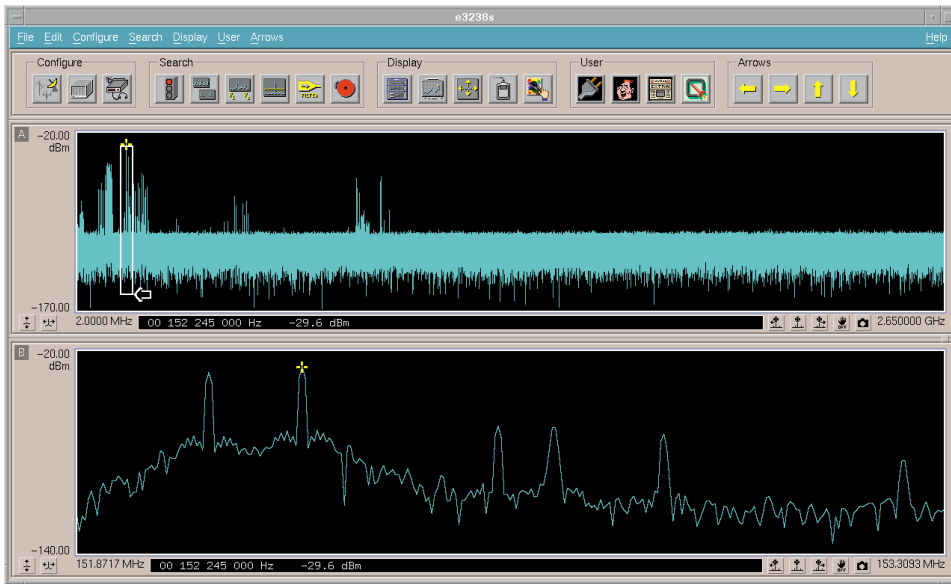 e3238s
File Edit Configure Search Display User Arrows Help
Configure Search Display User Arrows
A -20.00
dBm
-170.00
2.0000 MHz 00 152 245 000 Hz -29.6 dBm 2.650000 GHz
B -20.00
dBm
-140.00
151.8717 MHz 00 152 245 000 Hz -29.6 dBm 153.3093 MHz